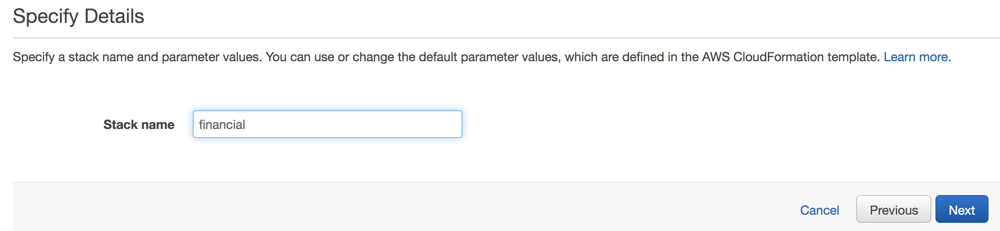 Specify Details
Specify a stack name and parameter values. You can use or change the default parameter values, which are defined in the AWS CloudFormation template. Learn more.
Stack name financial
Cancel Previous Next